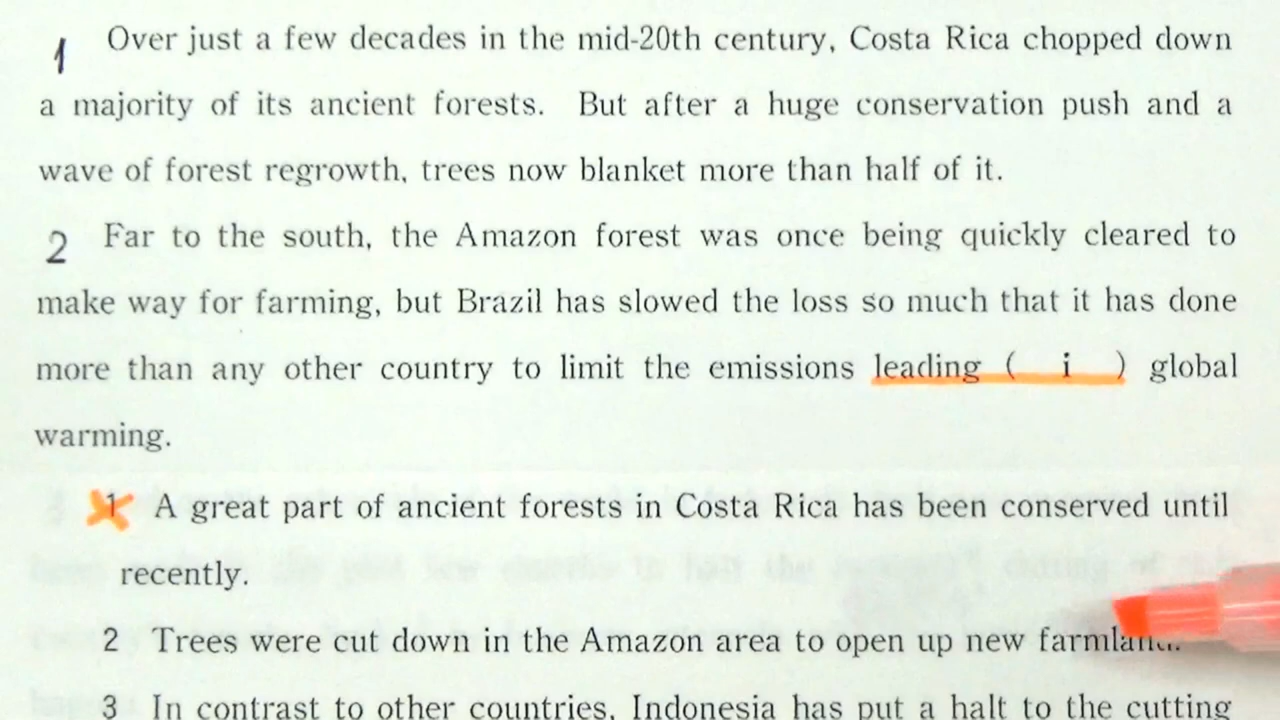 1 Over just a few decades in the mid-20th century, Costa Rica chopped down
a majority of its ancient forests. But after a huge conservation push and a
wave of forest regrowth, trees now blanket more than half of it.
2 Far to the south, the Amazon forest was once being quickly cleared to
make way for farming, but Brazil has slowed the loss so much that it has done
more than any other country to limit the emissions leading ( i ) global
warming.
1 A great part of ancient forests in Costa Rica has been conserved until
recently.
2 Trees were cut down in the Amazon area to open up new farmland.
3 In contrast to other countries, Indonesia has put a halt to the cutting